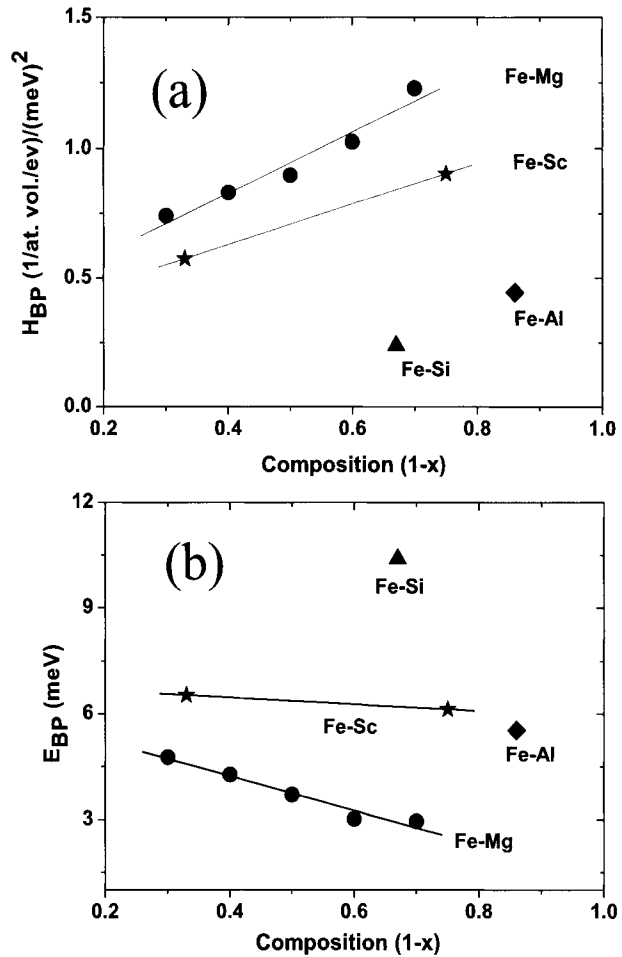 1.5
(a)
Fe-Mg
1.0
Fe-Sc
0.5
Fe-Al
Fe-Si
0.0
0.2 0.4 0.6 0.8 1.0
H_BP (1/at. vol./ev)/(meV)²
Composition (1-x)
12
(b)
Fe-Si
9
6
Fe-Sc
Fe-Al
3
Fe-Mg
0.2 0.4 0.6 0.8 1.0
E_BP (meV)
Composition (1-x)